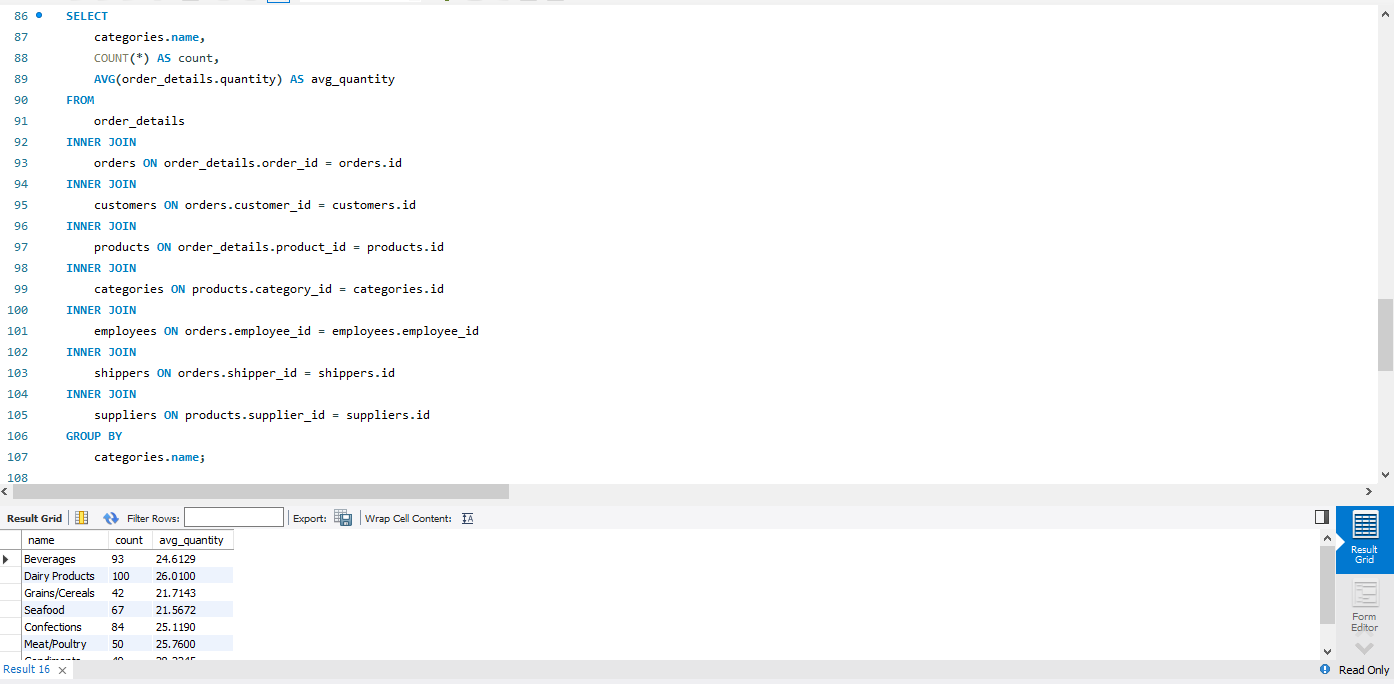 86 SELECT
87 categories.name,
88 COUNT(*) AS count,
89 AVG(order_details.quantity) AS avg_quantity
90 FROM
91 order_details
92 INNER JOIN
93 orders ON order_details.order_id = orders.id
94 INNER JOIN
95 customers ON orders.customer_id = customers.id
96 INNER JOIN
97 products ON order_details.product_id = products.id
98 INNER JOIN
99 categories ON products.category_id = categories.id
100 INNER JOIN
101 employees ON orders.employee_id = employees.employee_id
102 INNER JOIN
103 shippers ON orders.shipper_id = shippers.id
104 INNER JOIN
105 suppliers ON products.supplier_id = suppliers.id
106 GROUP BY
107 categories.name;
108
Result Grid Filter Rows: Export: Wrap Cell Content: IA
name count avg_quantity
Beverages 93 24.6129
Dairy Products 100 26.0100
Grains/Cereals 42 21.7143
Seafood 67 21.5672
Confections 84 25.1190
Meat/Poultry 50 25.7600
Result
Grid
Form
Editor
Result 16
Read Only